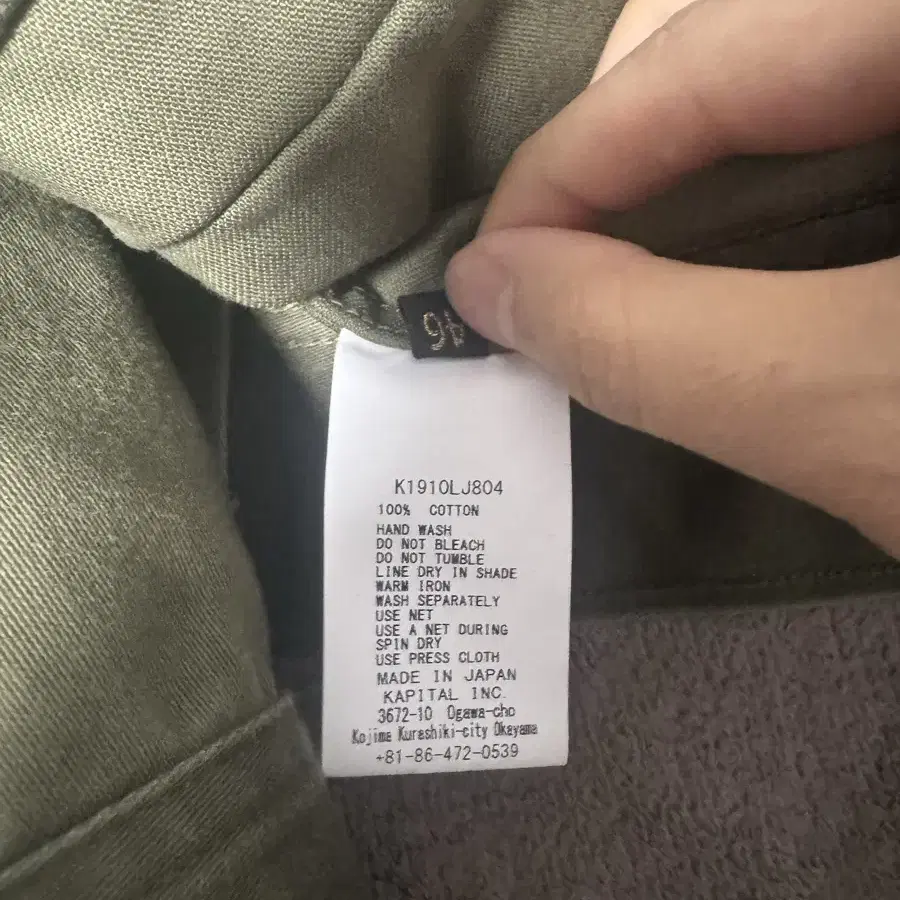 46
K1910LJ804
100% COTTON
HAND WASH
DO NOT BLEACH
DO NOT TUMBLE
LINE DRY IN SHADE
WARM IRON
WASH SEPARATELY
USE NET
USE A NET DURING
SPIN DRY
USE PRESS CLOTH
MADE IN JAPAN
KAPITAL INC.
3672-10 Ogawa-cho
Kojima Kurashiki-city Okayama
+81-86-472-0539